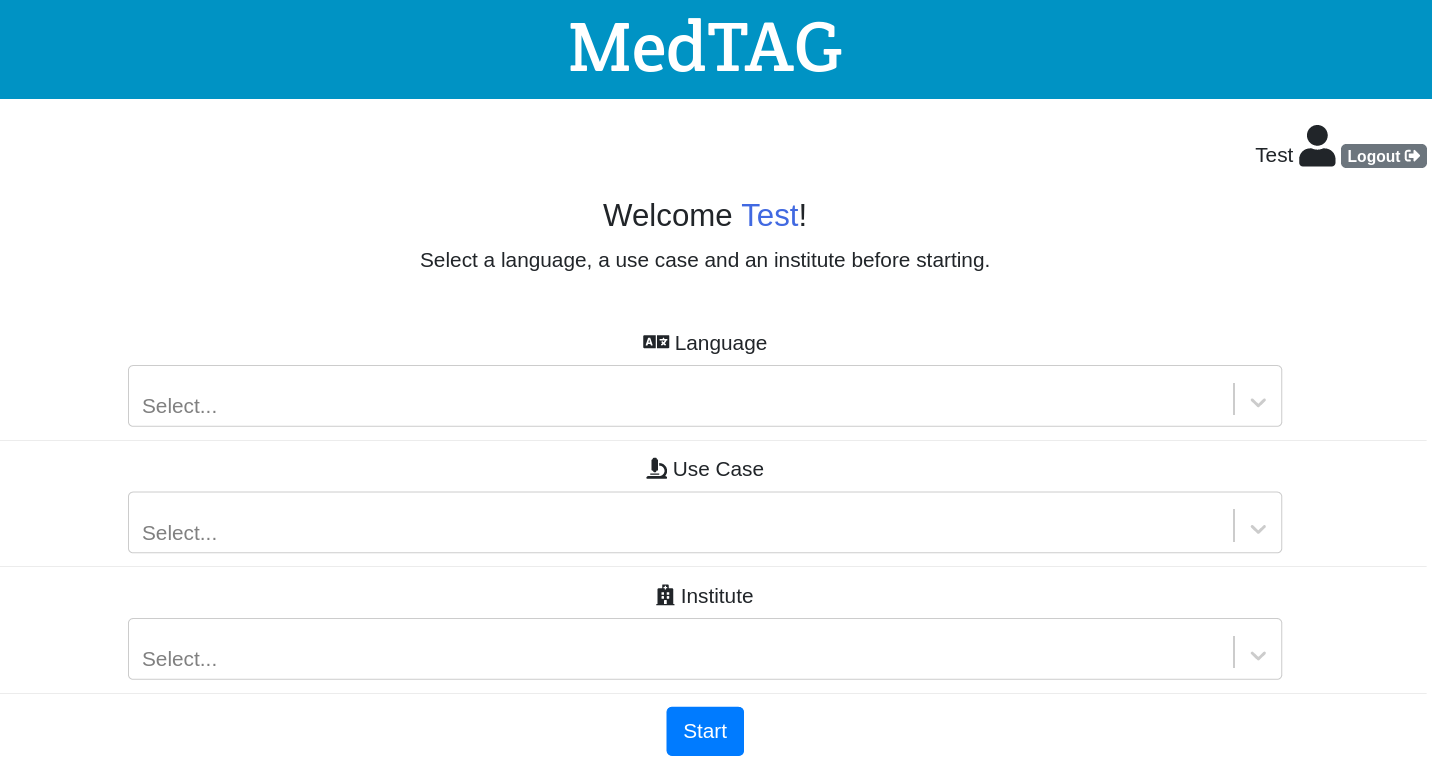 MedTAG
Test Logout
Welcome Test!
Select a language, a use case and an institute before starting.
Language
Select...
Use Case
Select...
Institute
Select...
Start